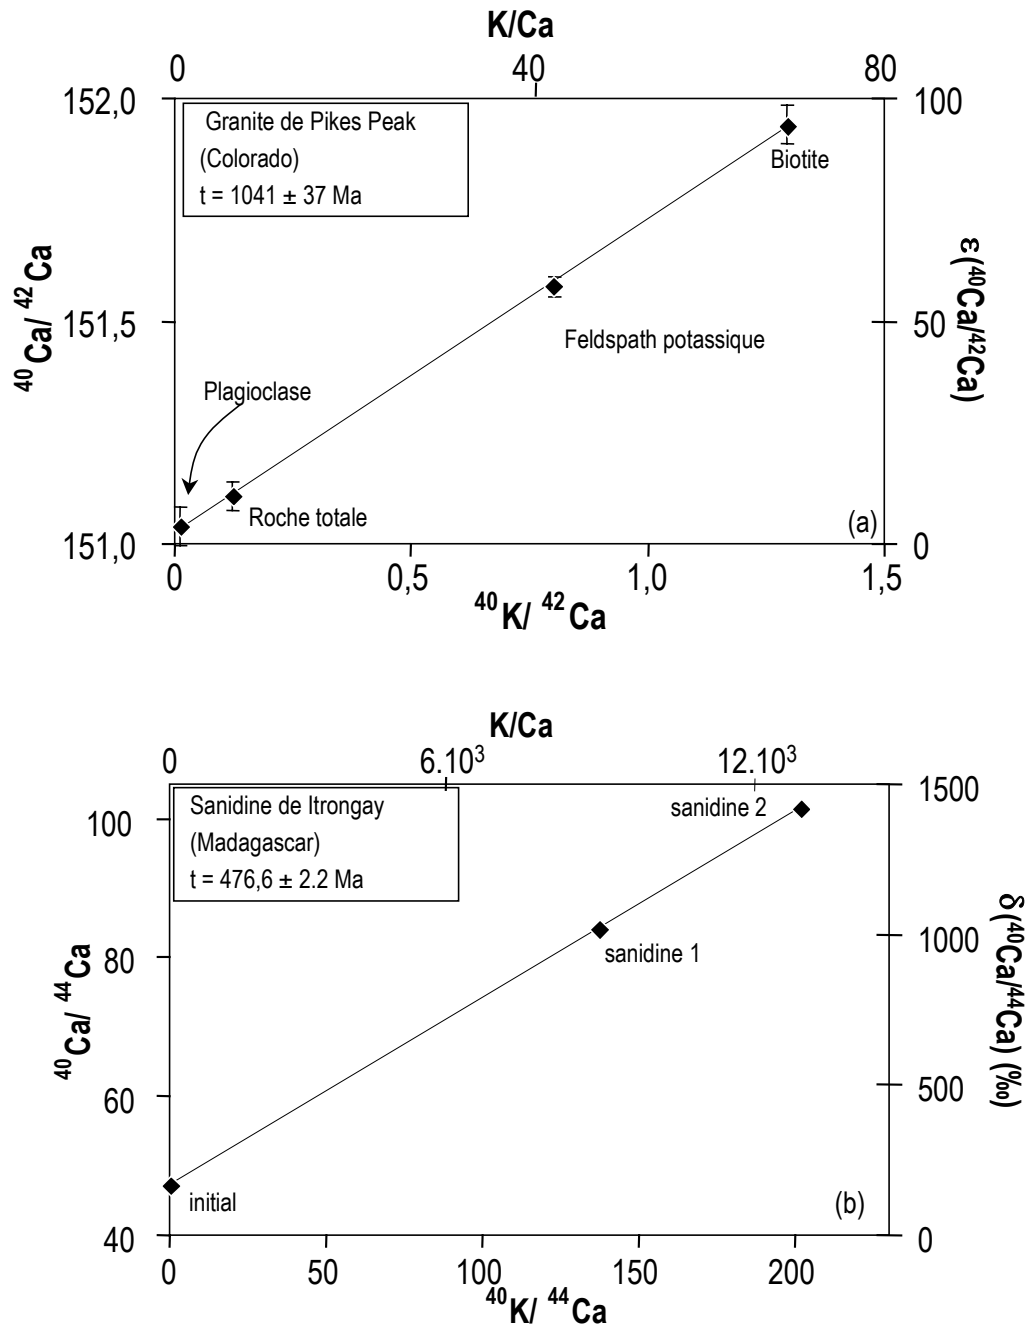 K/Ca
0 40 80
152,0 100
Granite de Pikes Peak
(Colorado)
t = 1041 ± 37 Ma
Biotite
⁴⁰Ca/ ⁴²Ca
ε(⁴⁰Ca/⁴²Ca)
151,5 50
Feldspath potassique
Plagioclase
Roche totale
(a)
151,0 0
0 0,5 1,0 1,5
⁴⁰K/ ⁴²Ca
K/Ca
0 6.10³ 12.10³
1500
Sanidine de Itrongay
(Madagascar)
t = 476,6 ± 2.2 Ma
sanidine 2
100
sanidine 1
1000
80
⁴⁰Ca/ ⁴⁴Ca
δ(⁴⁰Ca/⁴⁴Ca) (‰)
60 500
initial
(b)
40 0
0 50 100 150 200
⁴⁰K/ ⁴⁴Ca